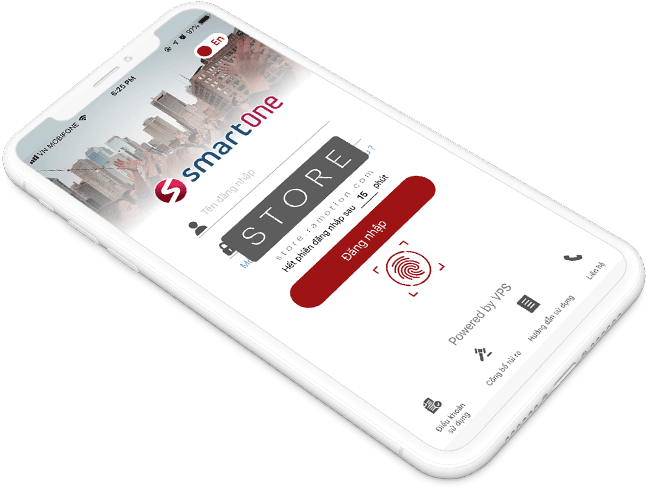 VN MOBIFONE
6:25 PM
97%
En
smartOne
Tên đăng nhập
?
STORE
store.ramotion.com
Hết phiên đăng nhập sau 15 phút
Đăng nhập
Powered by VPS
Điều khoản
sử dụng
Công bố rủi ro
Hướng dẫn sử dụng
Liên hệ